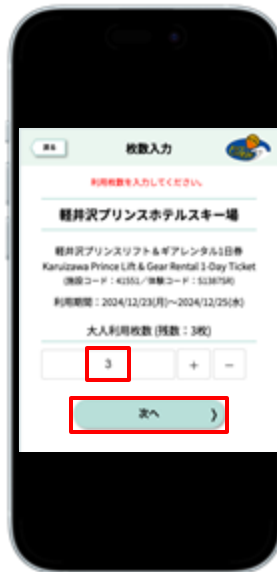 戻る
枚数入力
利用枚数を入力してください。
軽井沢プリンスホテルスキー場
軽井沢プリンスリフト＆ギアレンタル1日券
Karuizawa Prince Lift & Gear Rental 1-Day Ticket
(施設コード：41551／体験コード：51387SR)
利用期間：2024/12/23(月)～2024/12/25(水)
大人利用枚数 (残数：3枚)
3 + −
次へ 〉